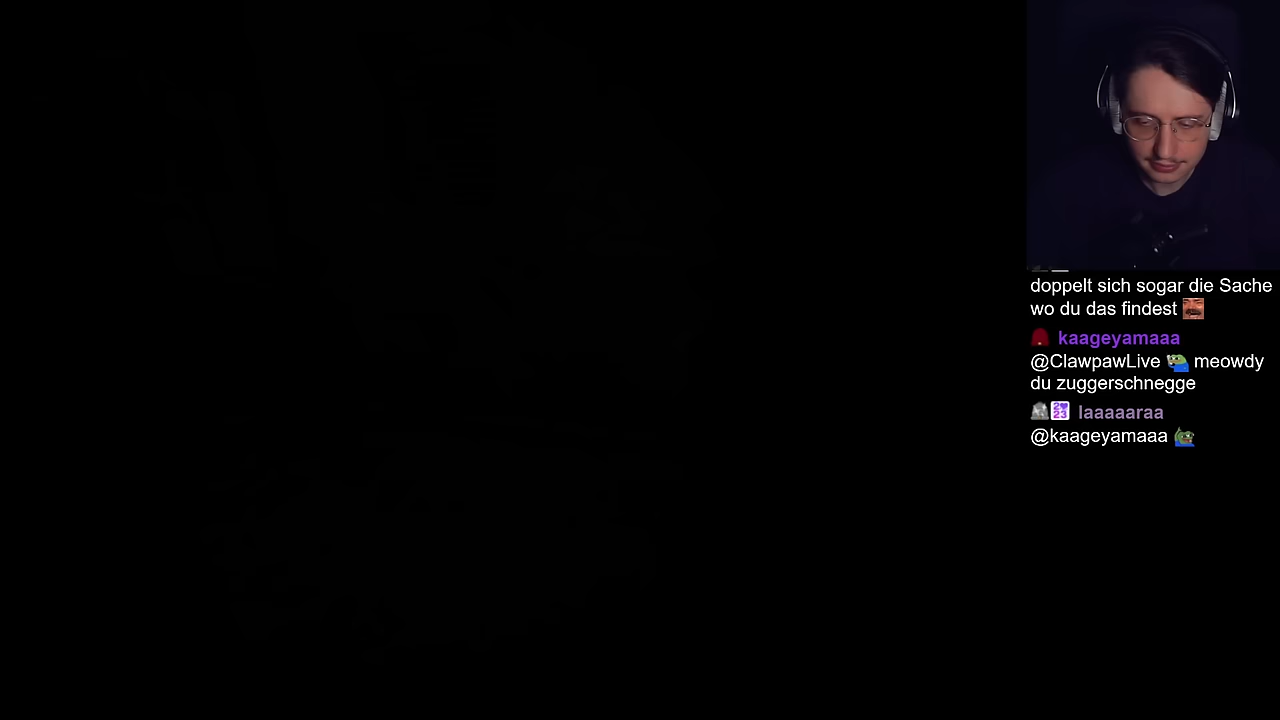 doppelt sich sogar die Sache
wo du das findest
kaageyamaaa
@ClawpawLive meowdy
du zuggerschnegge
laaaaaraa
@kaageyamaaa